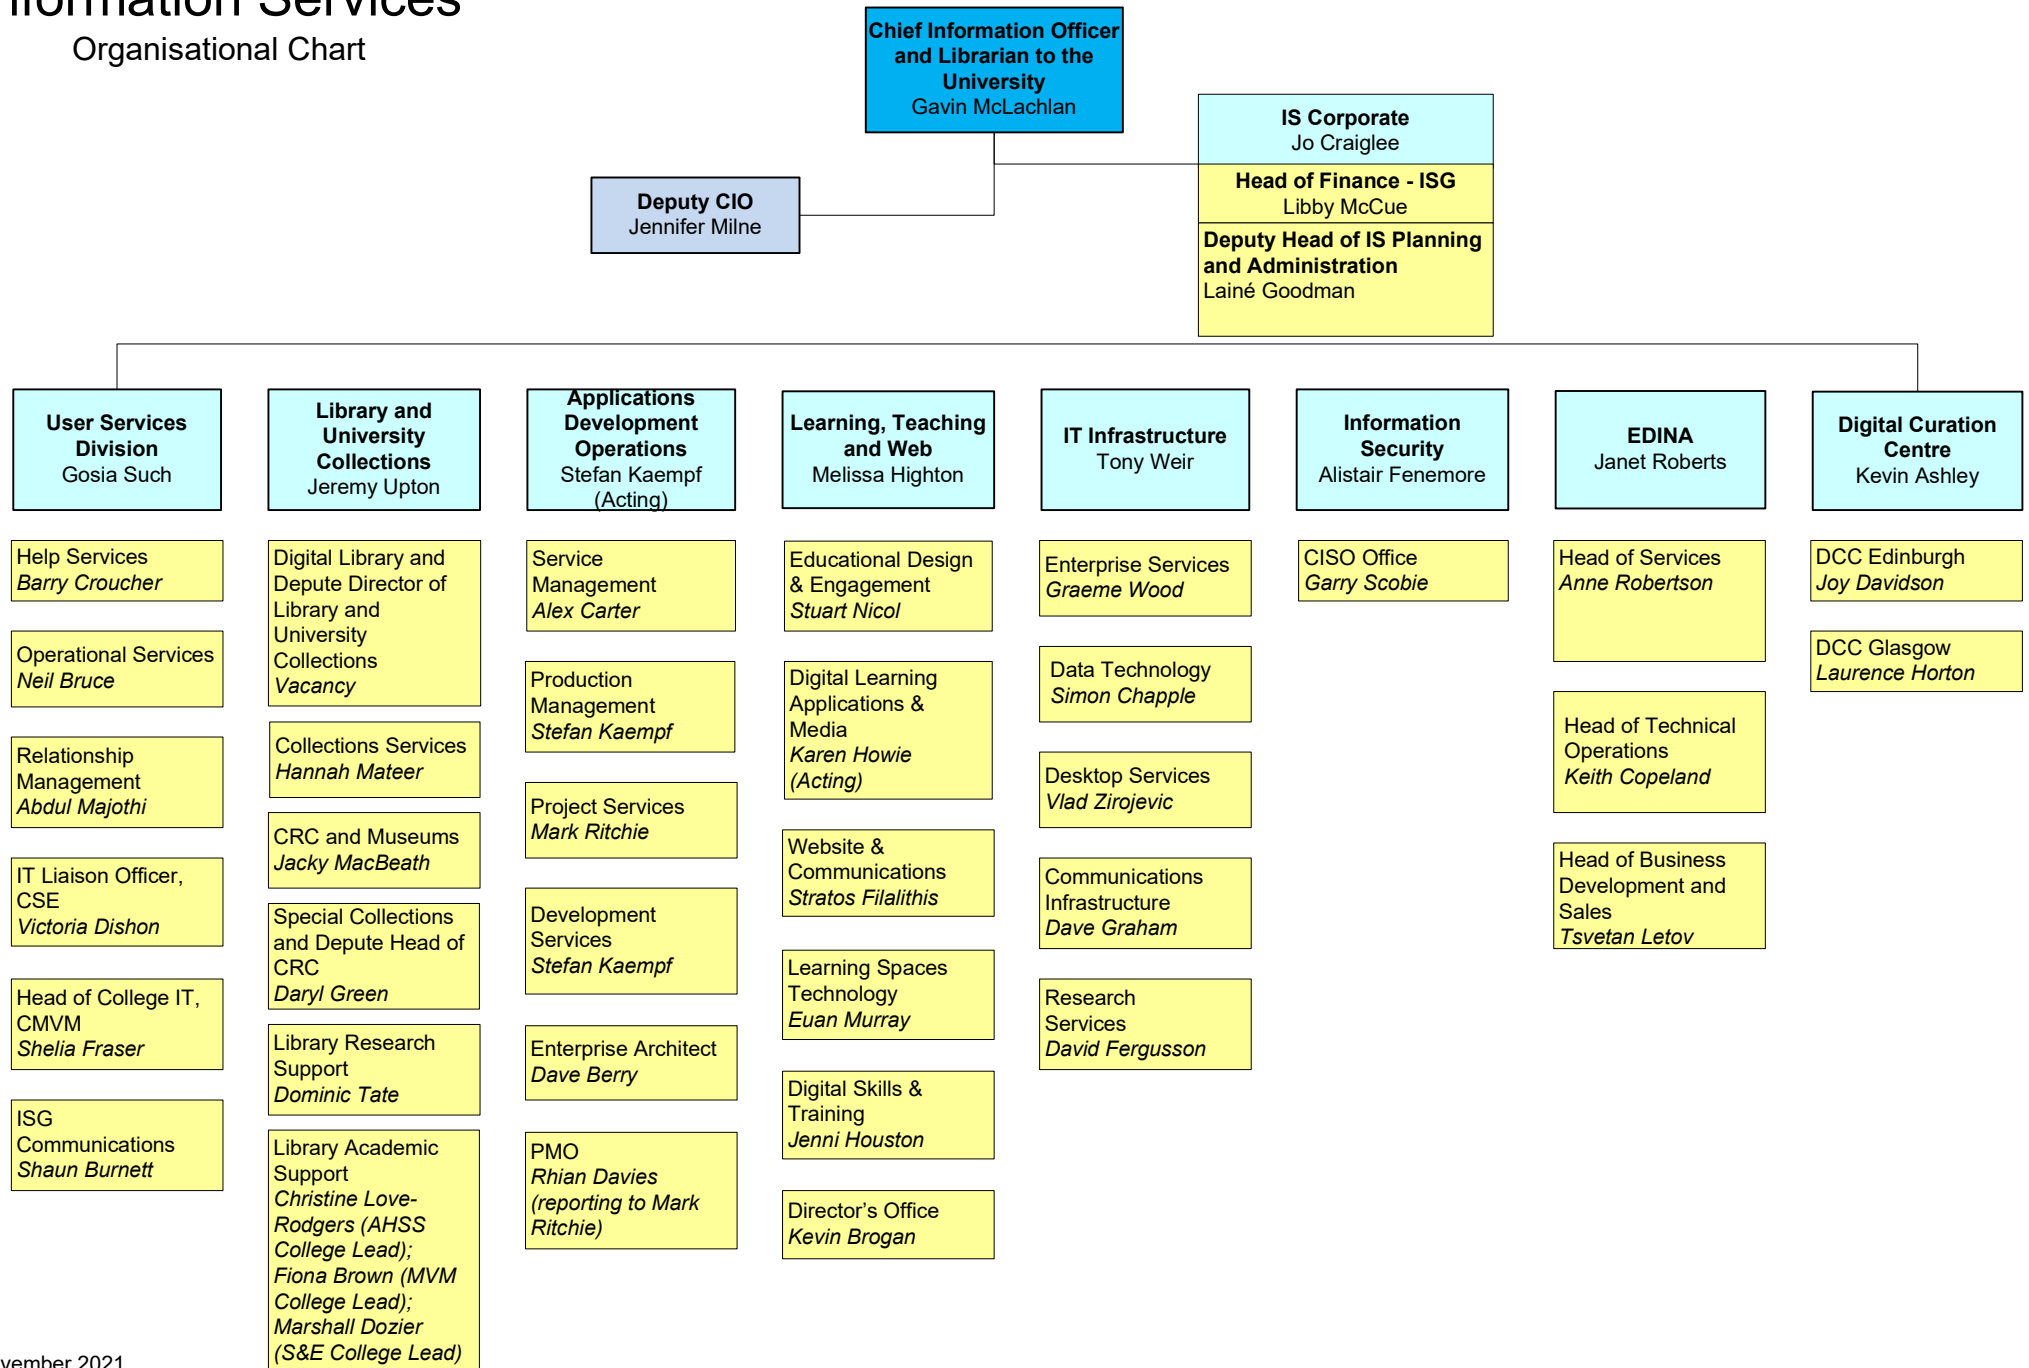 Information Services
Organisational Chart
Chief Information Officer
and Librarian to the
University
Gavin McLachlan
IS Corporate
Jo Craiglee
Head of Finance - ISG
Libby McCue
Deputy Head of IS Planning
and Administration
Lainé Goodman
Deputy CIO
Jennifer Milne
User Services
Division
Gosia Such
Help Services
Barry Croucher
Operational Services
Neil Bruce
Relationship
Management
Abdul Majothi
IT Liaison Officer,
CSE
Victoria Dishon
Head of College IT,
CMVM
Shelia Fraser
ISG
Communications
Shaun Burnett
Library and
University
Collections
Jeremy Upton
Digital Library and
Depute Director of
Library and
University
Collections
Vacancy
Collections Services
Hannah Mateer
CRC and Museums
Jacky MacBeath
Special Collections
and Depute Head of
CRC
Daryl Green
Library Research
Support
Dominic Tate
Library Academic
Support
Christine Love-
Rodgers (AHSS
College Lead);
Fiona Brown (MVM
College Lead);
Marshall Dozier
(S&E College Lead)
Applications
Development
Operations
Stefan Kaempf
(Acting)
Service
Management
Alex Carter
Production
Management
Stefan Kaempf
Project Services
Mark Ritchie
Development
Services
Stefan Kaempf
Enterprise Architect
Dave Berry
PMO
Rhian Davies
(reporting to Mark
Ritchie)
Learning, Teaching
and Web
Melissa Highton
Educational Design
& Engagement
Stuart Nicol
Digital Learning
Applications &
Media
Karen Howie
(Acting)
Website &
Communications
Stratos Filalithis
Learning Spaces
Technology
Euan Murray
Digital Skills &
Training
Jenni Houston
Director’s Office
Kevin Brogan
IT Infrastructure
Tony Weir
Enterprise Services
Graeme Wood
Data Technology
Simon Chapple
Desktop Services
Vlad Zirojevic
Communications
Infrastructure
Dave Graham
Research
Services
David Fergusson
Information
Security
Alistair Fenemore
CISO Office
Garry Scobie
EDINA
Janet Roberts
Head of Services
Anne Robertson
Head of Technical
Operations
Keith Copeland
Head of Business
Development and
Sales
Tsvetan Letov
Digital Curation
Centre
Kevin Ashley
DCC Edinburgh
Joy Davidson
DCC Glasgow
Laurence Horton
vember 2021